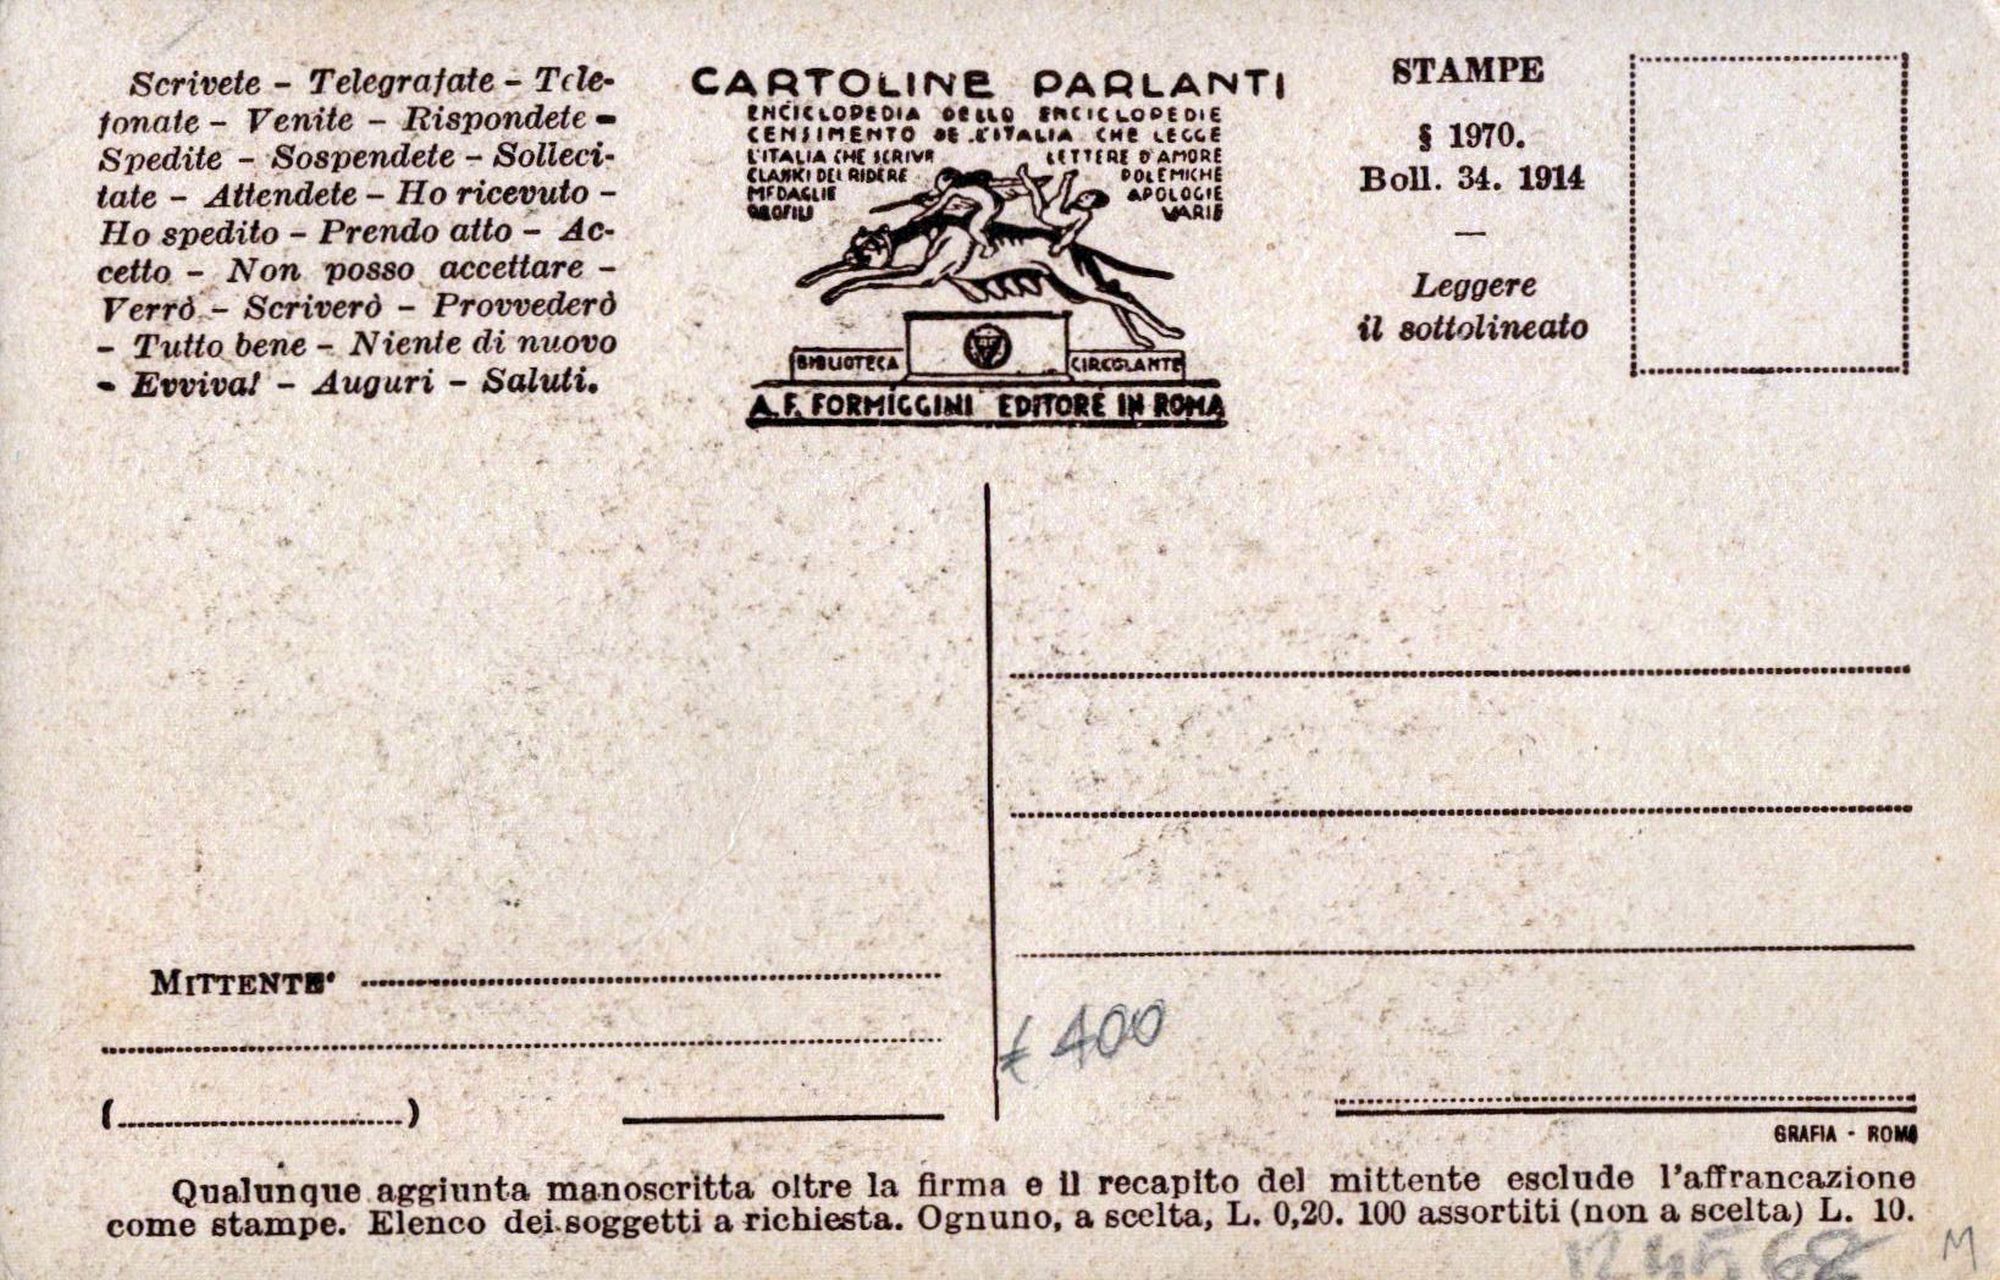 Scrivete – Telegrafate – Tele-
fonate – Venite – Rispondete –
Spedite – Sospendete – Solleci-
tate – Attendete – Ho ricevuto –
Ho spedito – Prendo atto – Ac-
cetto – Non posso accettare –
Verrò – Scriverò – Provvederò
– Tutto bene – Niente di nuovo
– Evviva! – Auguri – Saluti.
CARTOLINE PARLANTI
ENCICLOPEDIA DELLO ENCICLOPEDIE
CENSIMENTO DE L'ITALIA CHE LEGGE
L'ITALIA CHE SCRIVE LETTERE D'AMORE
CLASSICI DEL RIDERE POLEMICHE
MEDAGLIE APOLOGIE
PROFILI VARIE
BIBLIOTECA CIRCOLANTE
A. F. FORMIGGINI EDITORE IN ROMA
STAMPE
§ 1970.
Boll. 34. 1914
—
Leggere
il sottolineato
MITTENTE
£ 400
(....................)
GRAFIA - ROMA
Qualunque aggiunta manoscritta oltre la firma e il recapito del mittente esclude l'affrancazione
come stampe. Elenco dei soggetti a richiesta. Ognuno, a scelta, L. 0,20. 100 assortiti (non a scelta) L. 10.
M